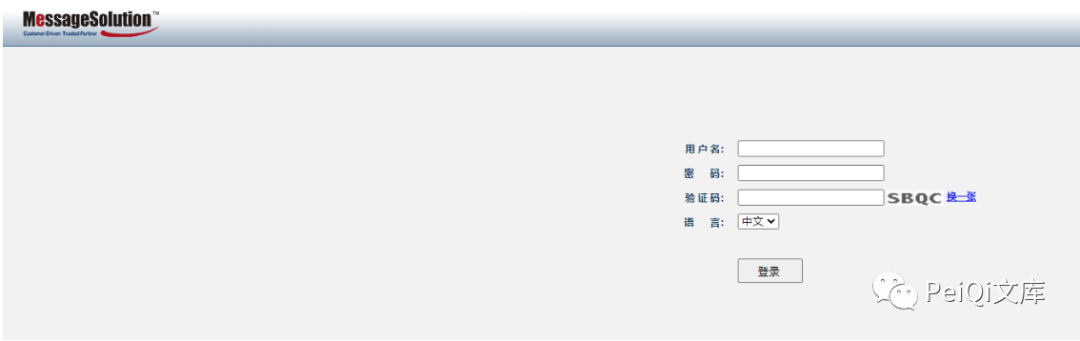 MessageSolution™
Customer Driven Trusted Partner
用户名:
密 码:
验证码: SBQC 换一张
语 言: 中文
登录
PeiQi文库